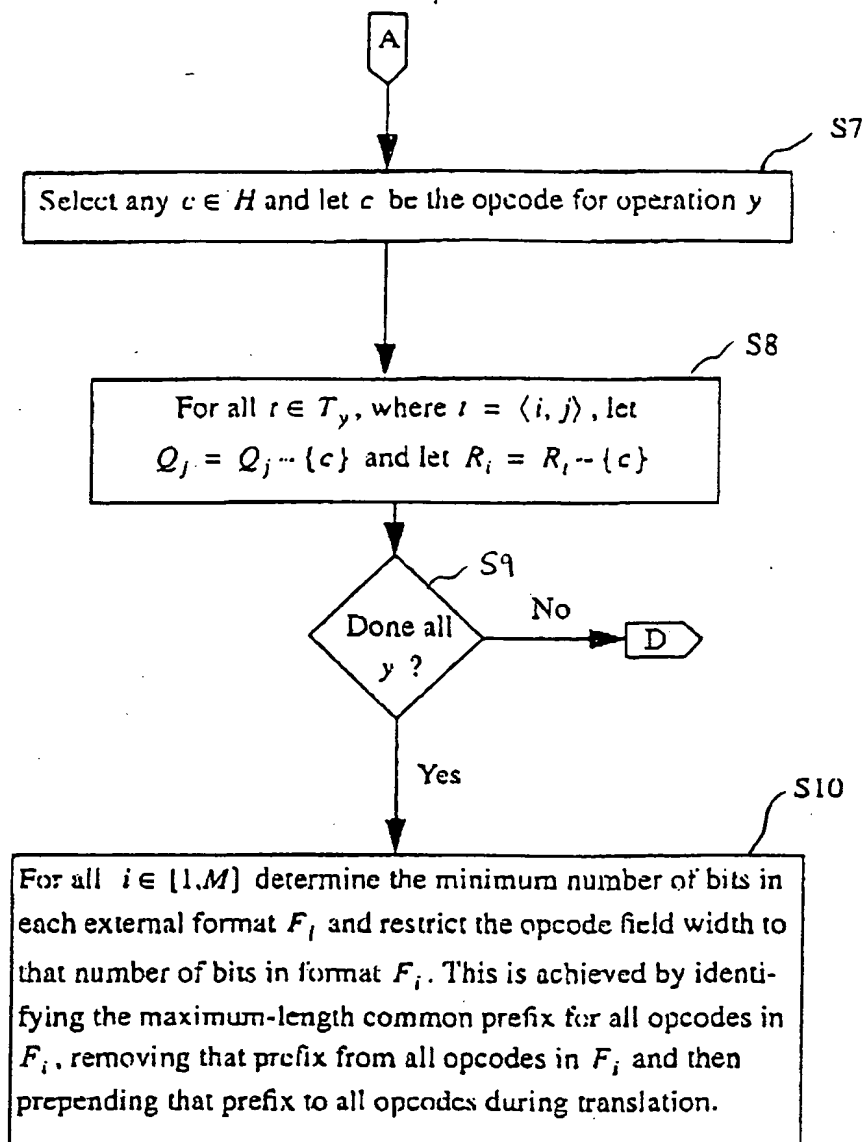 A
S7
Select any c ∈ H and let c be the opcode for operation y
S8
For all t ∈ T_y, where t = ⟨i, j⟩, let
Q_j = Q_j - {c} and let R_i = R_i - {c}
S9
Done all
y ?
No
D
Yes
S10
For all i ∈ [1,M] determine the minimum number of bits in
each external format F_i and restrict the opcode field width to
that number of bits in format F_i. This is achieved by identi-
fying the maximum-length common prefix for all opcodes in
F_i, removing that prefix from all opcodes in F_i and then
prepending that prefix to all opcodes during translation.